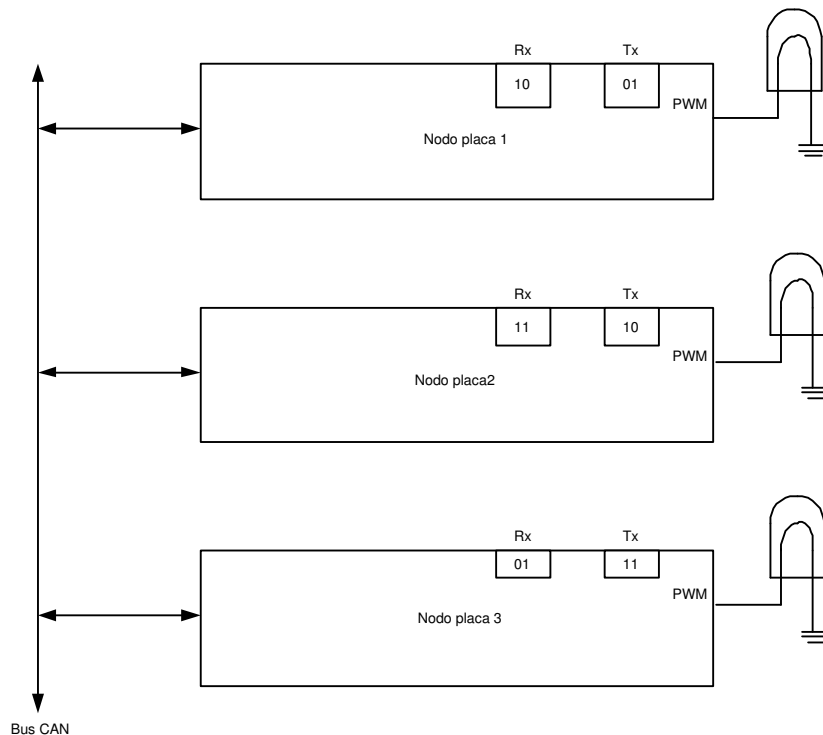 Rx Tx
10 01
PWM
Nodo placa 1
Rx Tx
11 10
PWM
Nodo placa2
Rx Tx
01 11
PWM
Nodo placa 3
Bus CAN